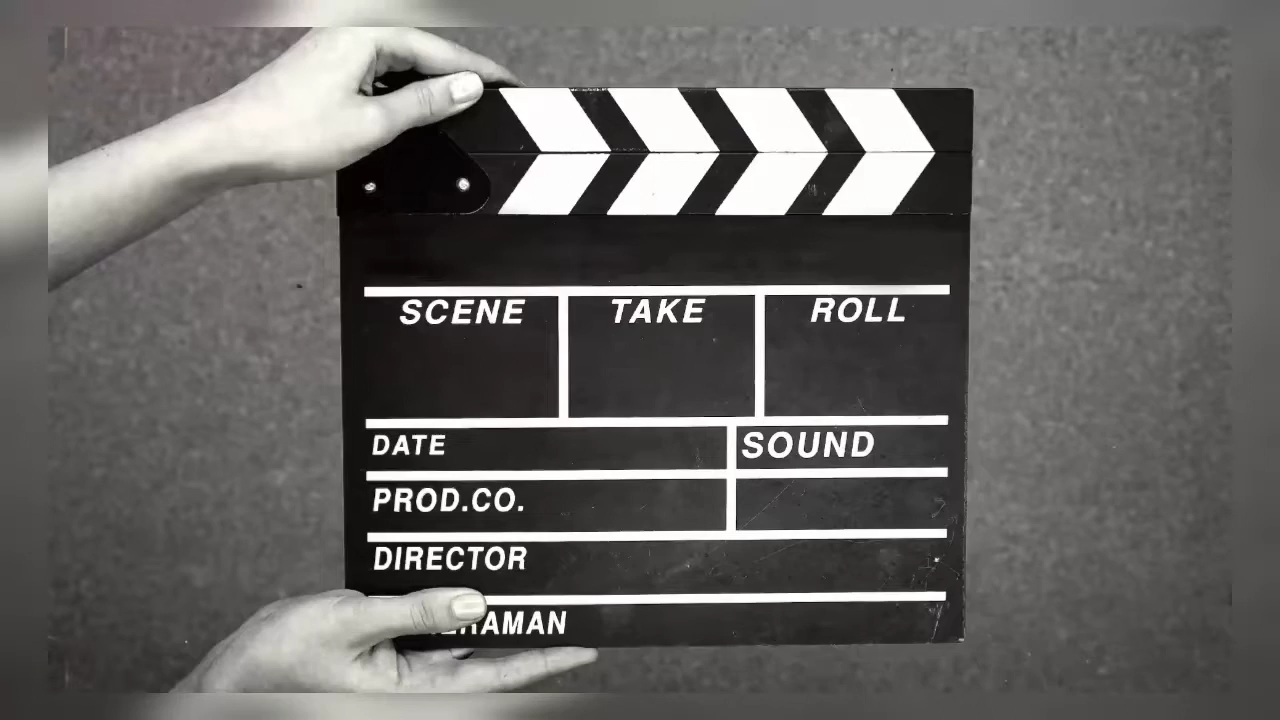 SCENE TAKE ROLL
DATE SOUND
PROD.CO.
DIRECTOR